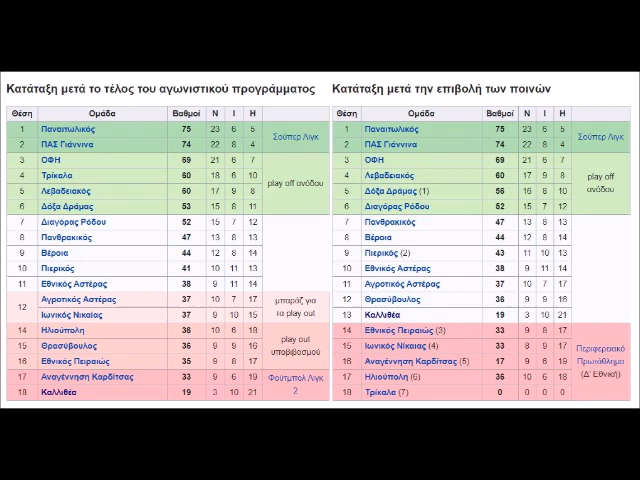 Κατάταξη μετά το τέλος του αγωνιστικού προγράμματος
Θέση Ομάδα Βαθμοί Ν Ι Η
1 Παναιτωλικός 75 23 6 5 Σούπερ Λιγκ
2 ΠΑΣ Γιάννινα 74 22 8 4
3 ΟΦΗ 69 21 6 7 play off ανόδου
4 Τρίκαλα 60 18 6 10
5 Λεβαδειακός 60 17 9 8
6 Δόξα Δράμας 53 15 8 11
7 Διαγόρας Ρόδου 52 15 7 12
8 Πανθρακικός 47 13 8 13
9 Βέροια 44 12 8 14
10 Πιερικός 41 10 11 13
11 Εθνικός Αστέρας 38 9 11 14
12 Αγροτικός Αστέρας 37 10 7 17 μπαράζ για
Ιωνικός Νικαίας 37 9 10 15 τα play out
14 Ηλιούπολη 36 10 6 18 play out
15 Θρασύβουλος 36 9 9 16 υποβιβασμού
16 Εθνικός Πειραιώς 35 9 8 17
17 Αναγέννηση Καρδίτσας 33 9 6 19 Φούτμπολ Λιγκ
18 Καλλιθέα 19 3 10 21 2
Κατάταξη μετά την επιβολή των ποινών
Θέση Ομάδα Βαθμοί Ν Ι Η
1 Παναιτωλικός 75 23 6 5 Σούπερ Λιγκ
2 ΠΑΣ Γιάννινα 74 22 8 4
3 ΟΦΗ 69 21 6 7
4 Λεβαδειακός 60 17 9 8 play off
5 Δόξα Δράμας (1) 56 16 8 10 ανόδου
6 Διαγόρας Ρόδου 52 15 7 12
7 Πανθρακικός 47 13 8 13
8 Βέροια 44 12 8 14
9 Πιερικός (2) 43 11 10 13
10 Εθνικός Αστέρας 38 9 11 14
11 Αγροτικός Αστέρας 37 10 7 17
12 Θρασύβουλος 36 9 9 16
13 Καλλιθέα 19 3 10 21
14 Εθνικός Πειραιώς (3) 33 9 8 17
15 Ιωνικός Νίκαιας (4) 33 8 9 17 Περιφερειακό
16 Αναγέννηση Καρδίτσας (5) 17 9 6 19 Πρωτάθλημα
17 Ηλιούπολη (6) 36 10 6 18 (Δ' Εθνική)
18 Τρίκαλα (7) 0 0 0 0